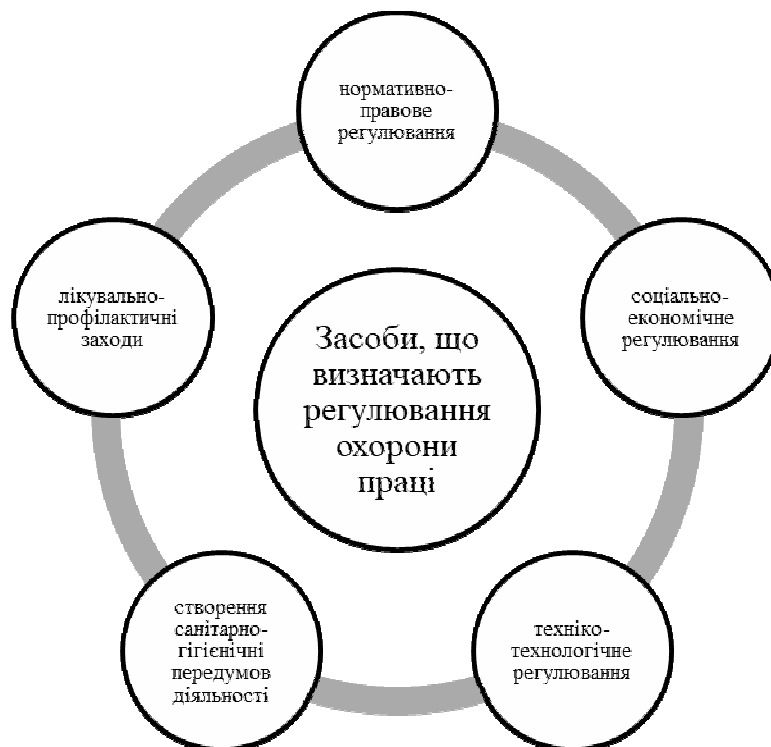 нормативно-
правове
регулювання
соціально-
економічне
регулювання
Засоби, що
визначають
регулювання
охорони
праці
лікувально-
профілактичні
заходи
техніко-
технологічне
регулювання
створення
санітарно-
гігієнічні
передумов
діяльності